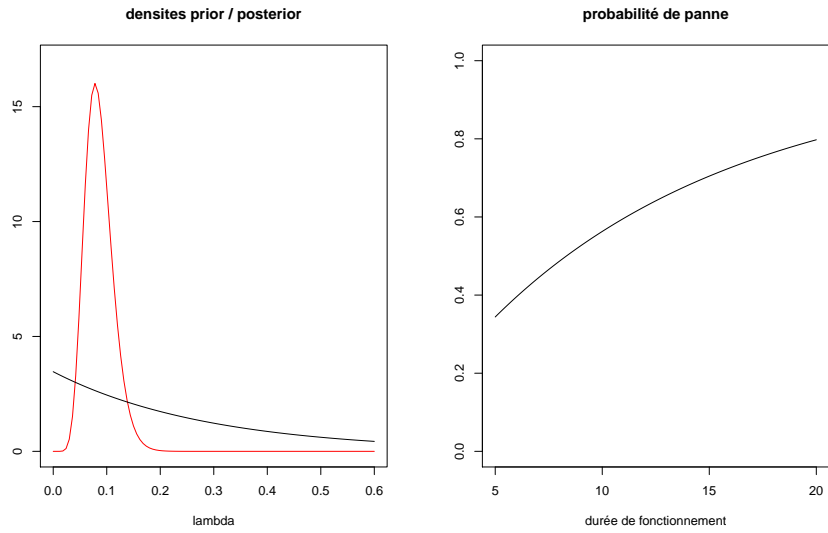 densites prior / posterior
15
10
5
0
0.0 0.1 0.2 0.3 0.4 0.5 0.6
lambda
probabilité de panne
1.0
0.8
0.6
0.4
0.2
0.0
5 10 15 20
durée de fonctionnement